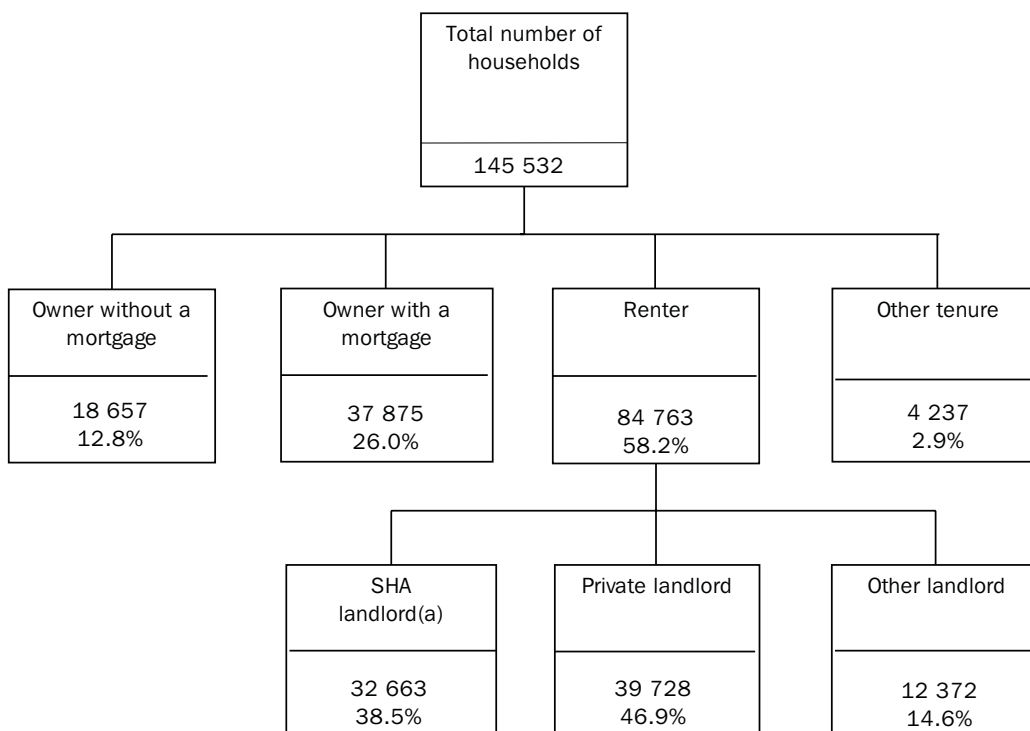 Total number of
households
145 532
Owner without a
mortgage
18 657
12.8%
Owner with a
mortgage
37 875
26.0%
Renter
84 763
58.2%
Other tenure
4 237
2.9%
SHA
landlord(a)
32 663
38.5%
Private landlord
39 728
46.9%
Other landlord
12 372
14.6%